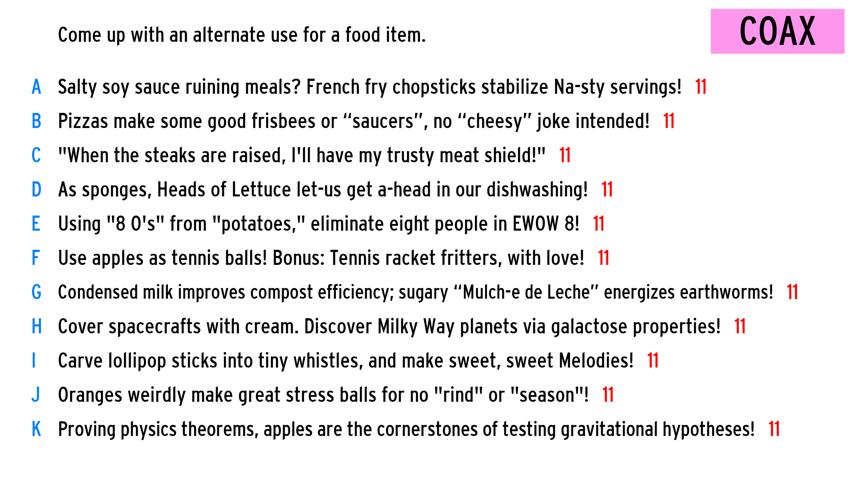 Come up with an alternate use for a food item.
COAX
A Salty soy sauce ruining meals? French fry chopsticks stabilize Na-sty servings! 11
B Pizzas make some good frisbees or “saucers”, no “cheesy” joke intended! 11
C "When the steaks are raised, I'll have my trusty meat shield!" 11
D As sponges, Heads of Lettuce let-us get a-head in our dishwashing! 11
E Using "8 O's" from "potatoes," eliminate eight people in EWOW 8! 11
F Use apples as tennis balls! Bonus: Tennis racket fritters, with love! 11
G Condensed milk improves compost efficiency; sugary “Mulch-e de Leche” energizes earthworms! 11
H Cover spacecrafts with cream. Discover Milky Way planets via galactose properties! 11
I Carve lollipop sticks into tiny whistles, and make sweet, sweet Melodies! 11
J Oranges weirdly make great stress balls for no "rind" or "season"! 11
K Proving physics theorems, apples are the cornerstones of testing gravitational hypotheses! 11